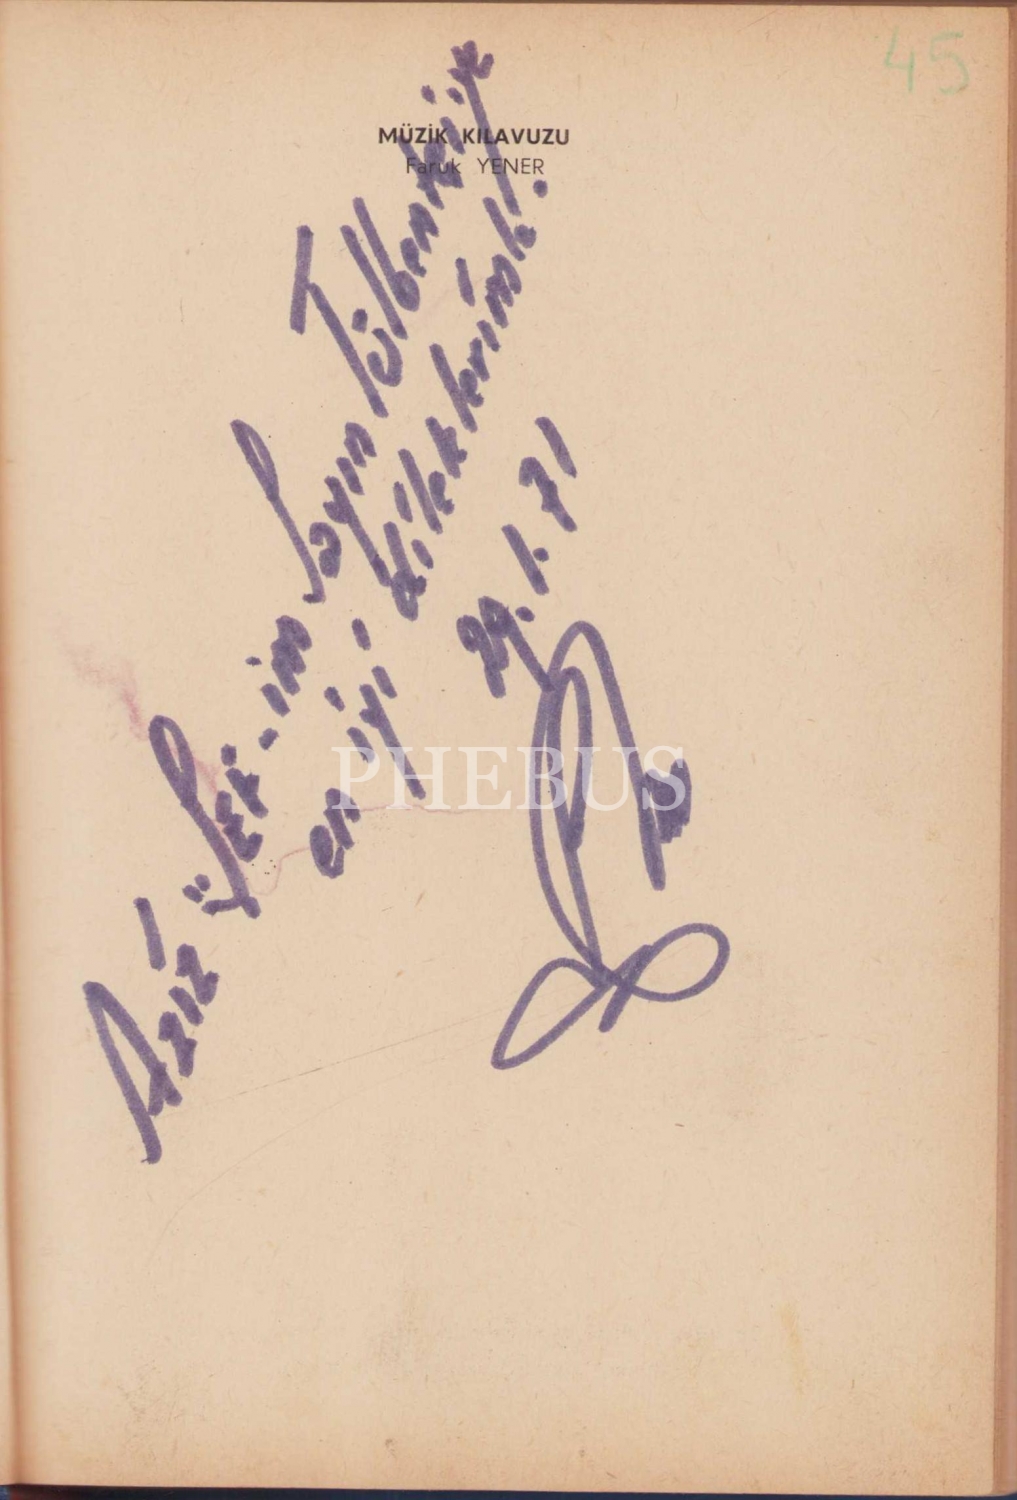 45
MÜZİK KILAVUZU
Faruk YENER
Aziz Şef'-im Sayın Tülbentçi'ye
en iyi dileklerimle.
29.1.71
PHEBUS